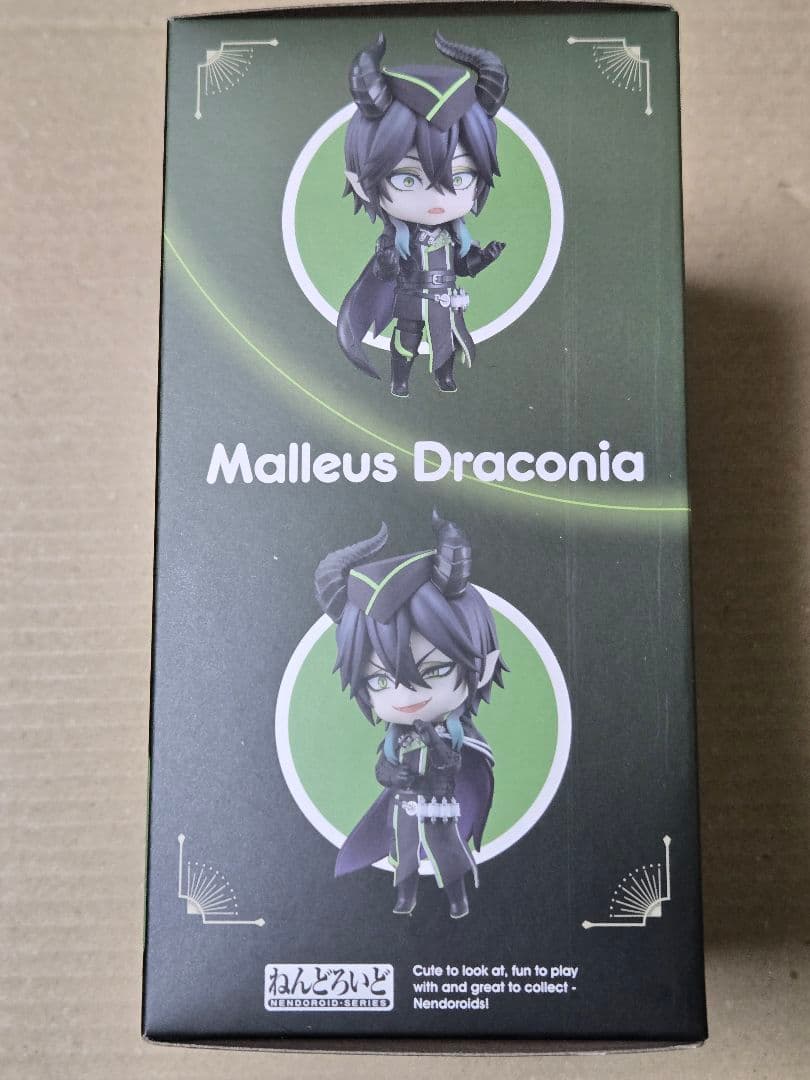 Malleus Draconia
ねんどろいど
NENDOROID·SERIES
Cute to look at, fun to play
with and great to collect -
Nendoroids!